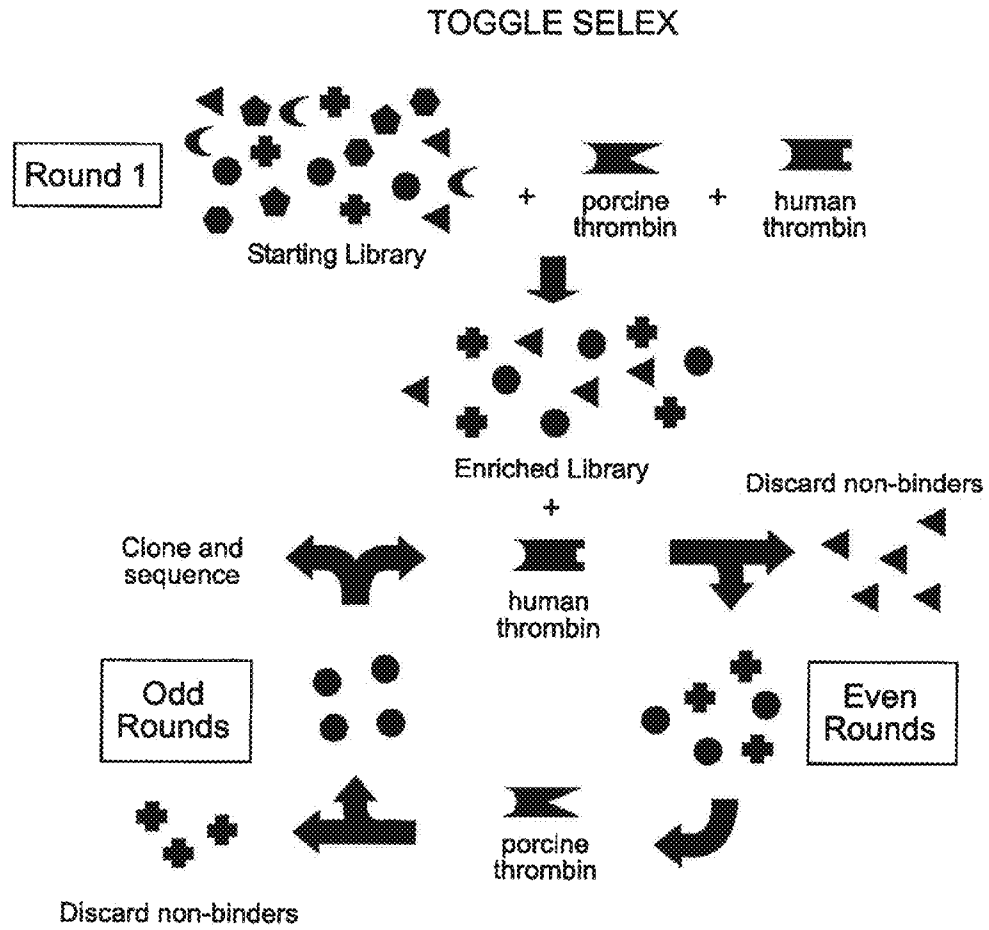 TOGGLE SELEX
Round 1
Starting Library
+
porcine
thrombin
+
human
thrombin
Enriched Library
+
Discard non-binders
Clone and
sequence
human
thrombin
Odd
Rounds
Even
Rounds
porcine
thrombin
Discard non-binders